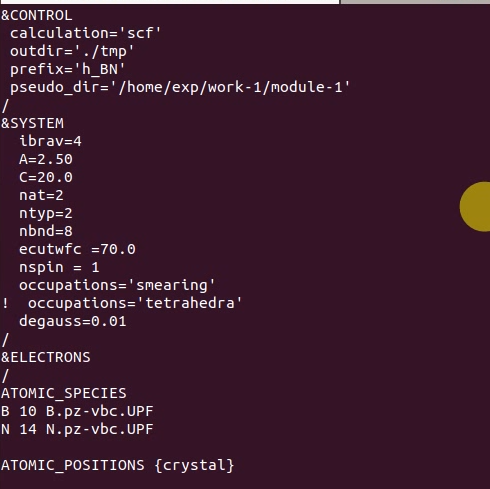 &CONTROL
calculation='scf'
outdir='./tmp'
prefix='h_BN'
pseudo_dir='/home/exp/work-1/module-1'
/
&SYSTEM
ibrav=4
A=2.50
C=20.0
nat=2
ntyp=2
nbnd=8
ecutwfc =70.0
nspin = 1
occupations='smearing'
!  occupations='tetrahedra'
degauss=0.01
/
&ELECTRONS
/
ATOMIC_SPECIES
B 10 B.pz-vbc.UPF
N 14 N.pz-vbc.UPF
ATOMIC_POSITIONS {crystal}